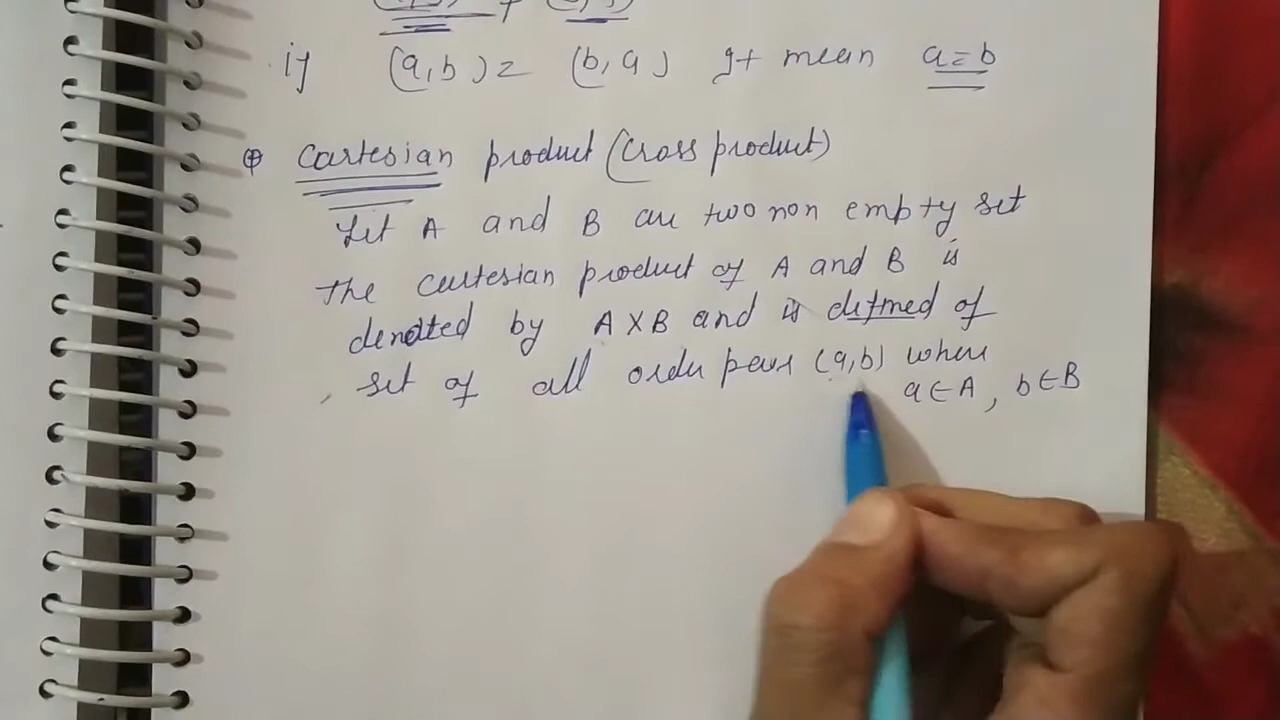 if (a,b) = (b,a) it mean a=b
⊕ Cartesian product (Cross product)
Let A and B are two non empty set
The cartesian product of A and B is
denoted by A×B and is defined of
set of all order pair (a,b) where
a∈A, b∈B